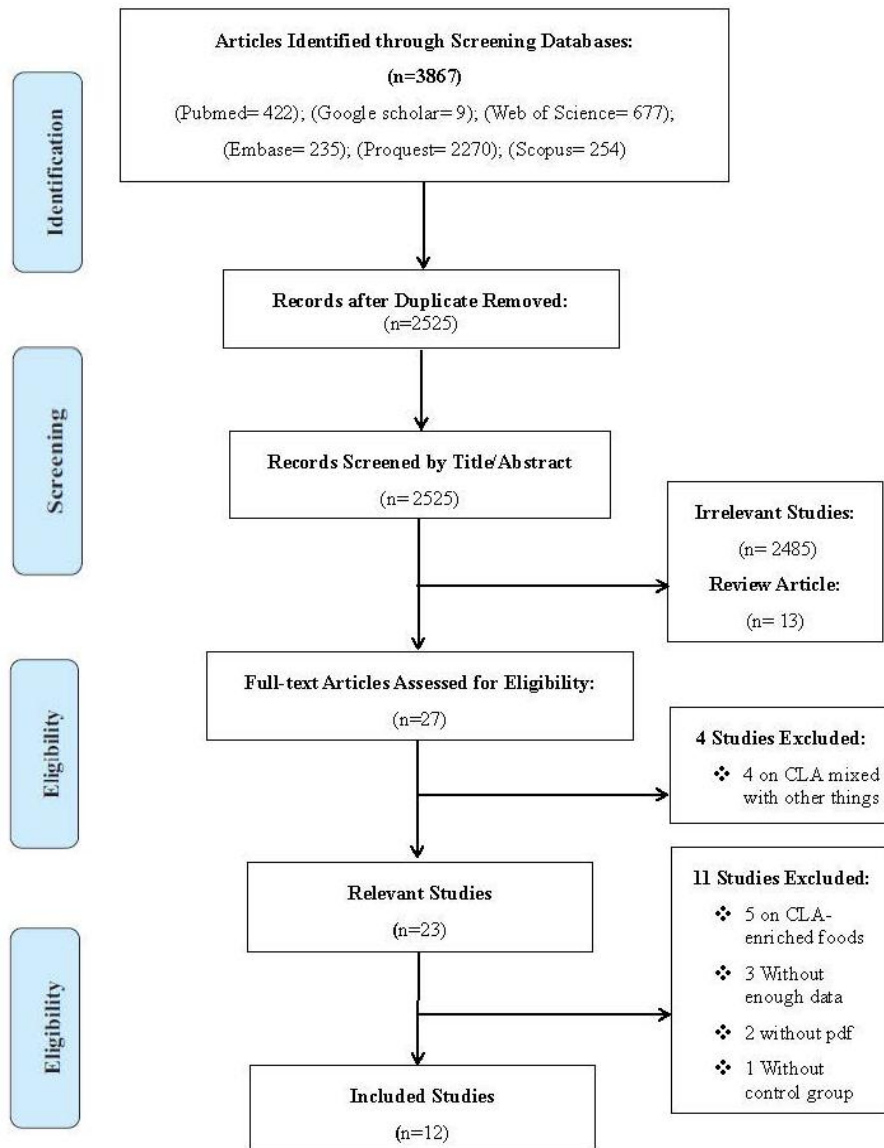 Articles Identified through Screening Databases:
(n=3867)
(Pubmed= 422); (Google scholar= 9); (Web of Science= 677);
(Embase= 235); (Proquest= 2270); (Scopus= 254)
Identification
Records after Duplicate Removed:
(n=2525)
Screening
Records Screened by Title/Abstract
(n=2525)
Irrelevant Studies:
(n= 2485)
Review Article:
(n= 13)
Eligibility
Full-text Articles Assessed for Eligibility:
(n=27)
4 Studies Excluded:
❖ 4 on CLA mixed
with other things
Relevant Studies
(n=23)
11 Studies Excluded:
❖ 5 on CLA-
enriched foods
❖ 3 Without
enough data
❖ 2 without pdf
❖ 1 Without
control group
Eligibility
Included Studies
(n=12)